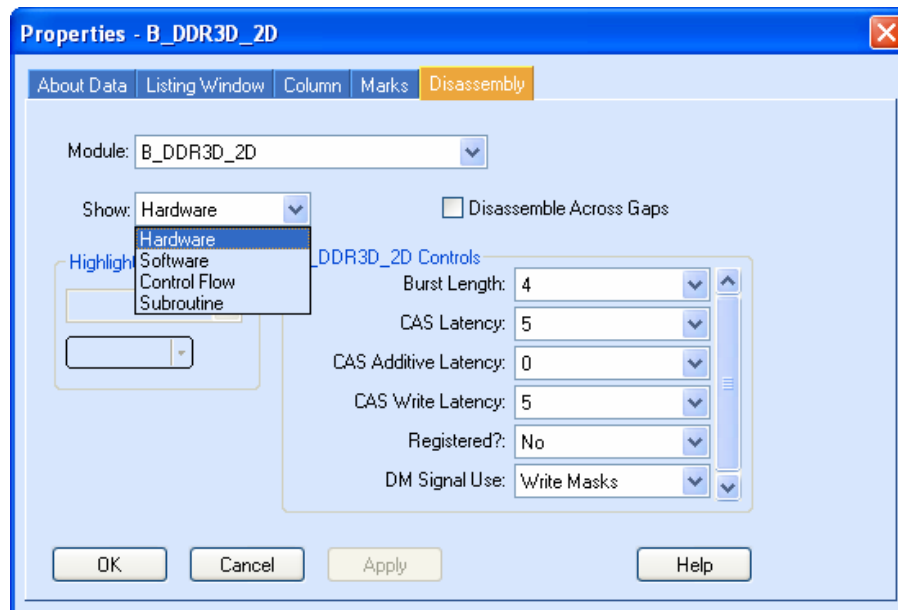 Properties - B_DDR3D_2D
About Data Listing Window Column Marks Disassembly
Module: B_DDR3D_2D
Show: Hardware Disassemble Across Gaps
Hardware
Software
Control Flow
Subroutine
Highlight
_DDR3D_2D Controls
Burst Length: 4
CAS Latency: 5
CAS Additive Latency: 0
CAS Write Latency: 5
Registered?: No
DM Signal Use: Write Masks
OK Cancel Apply Help